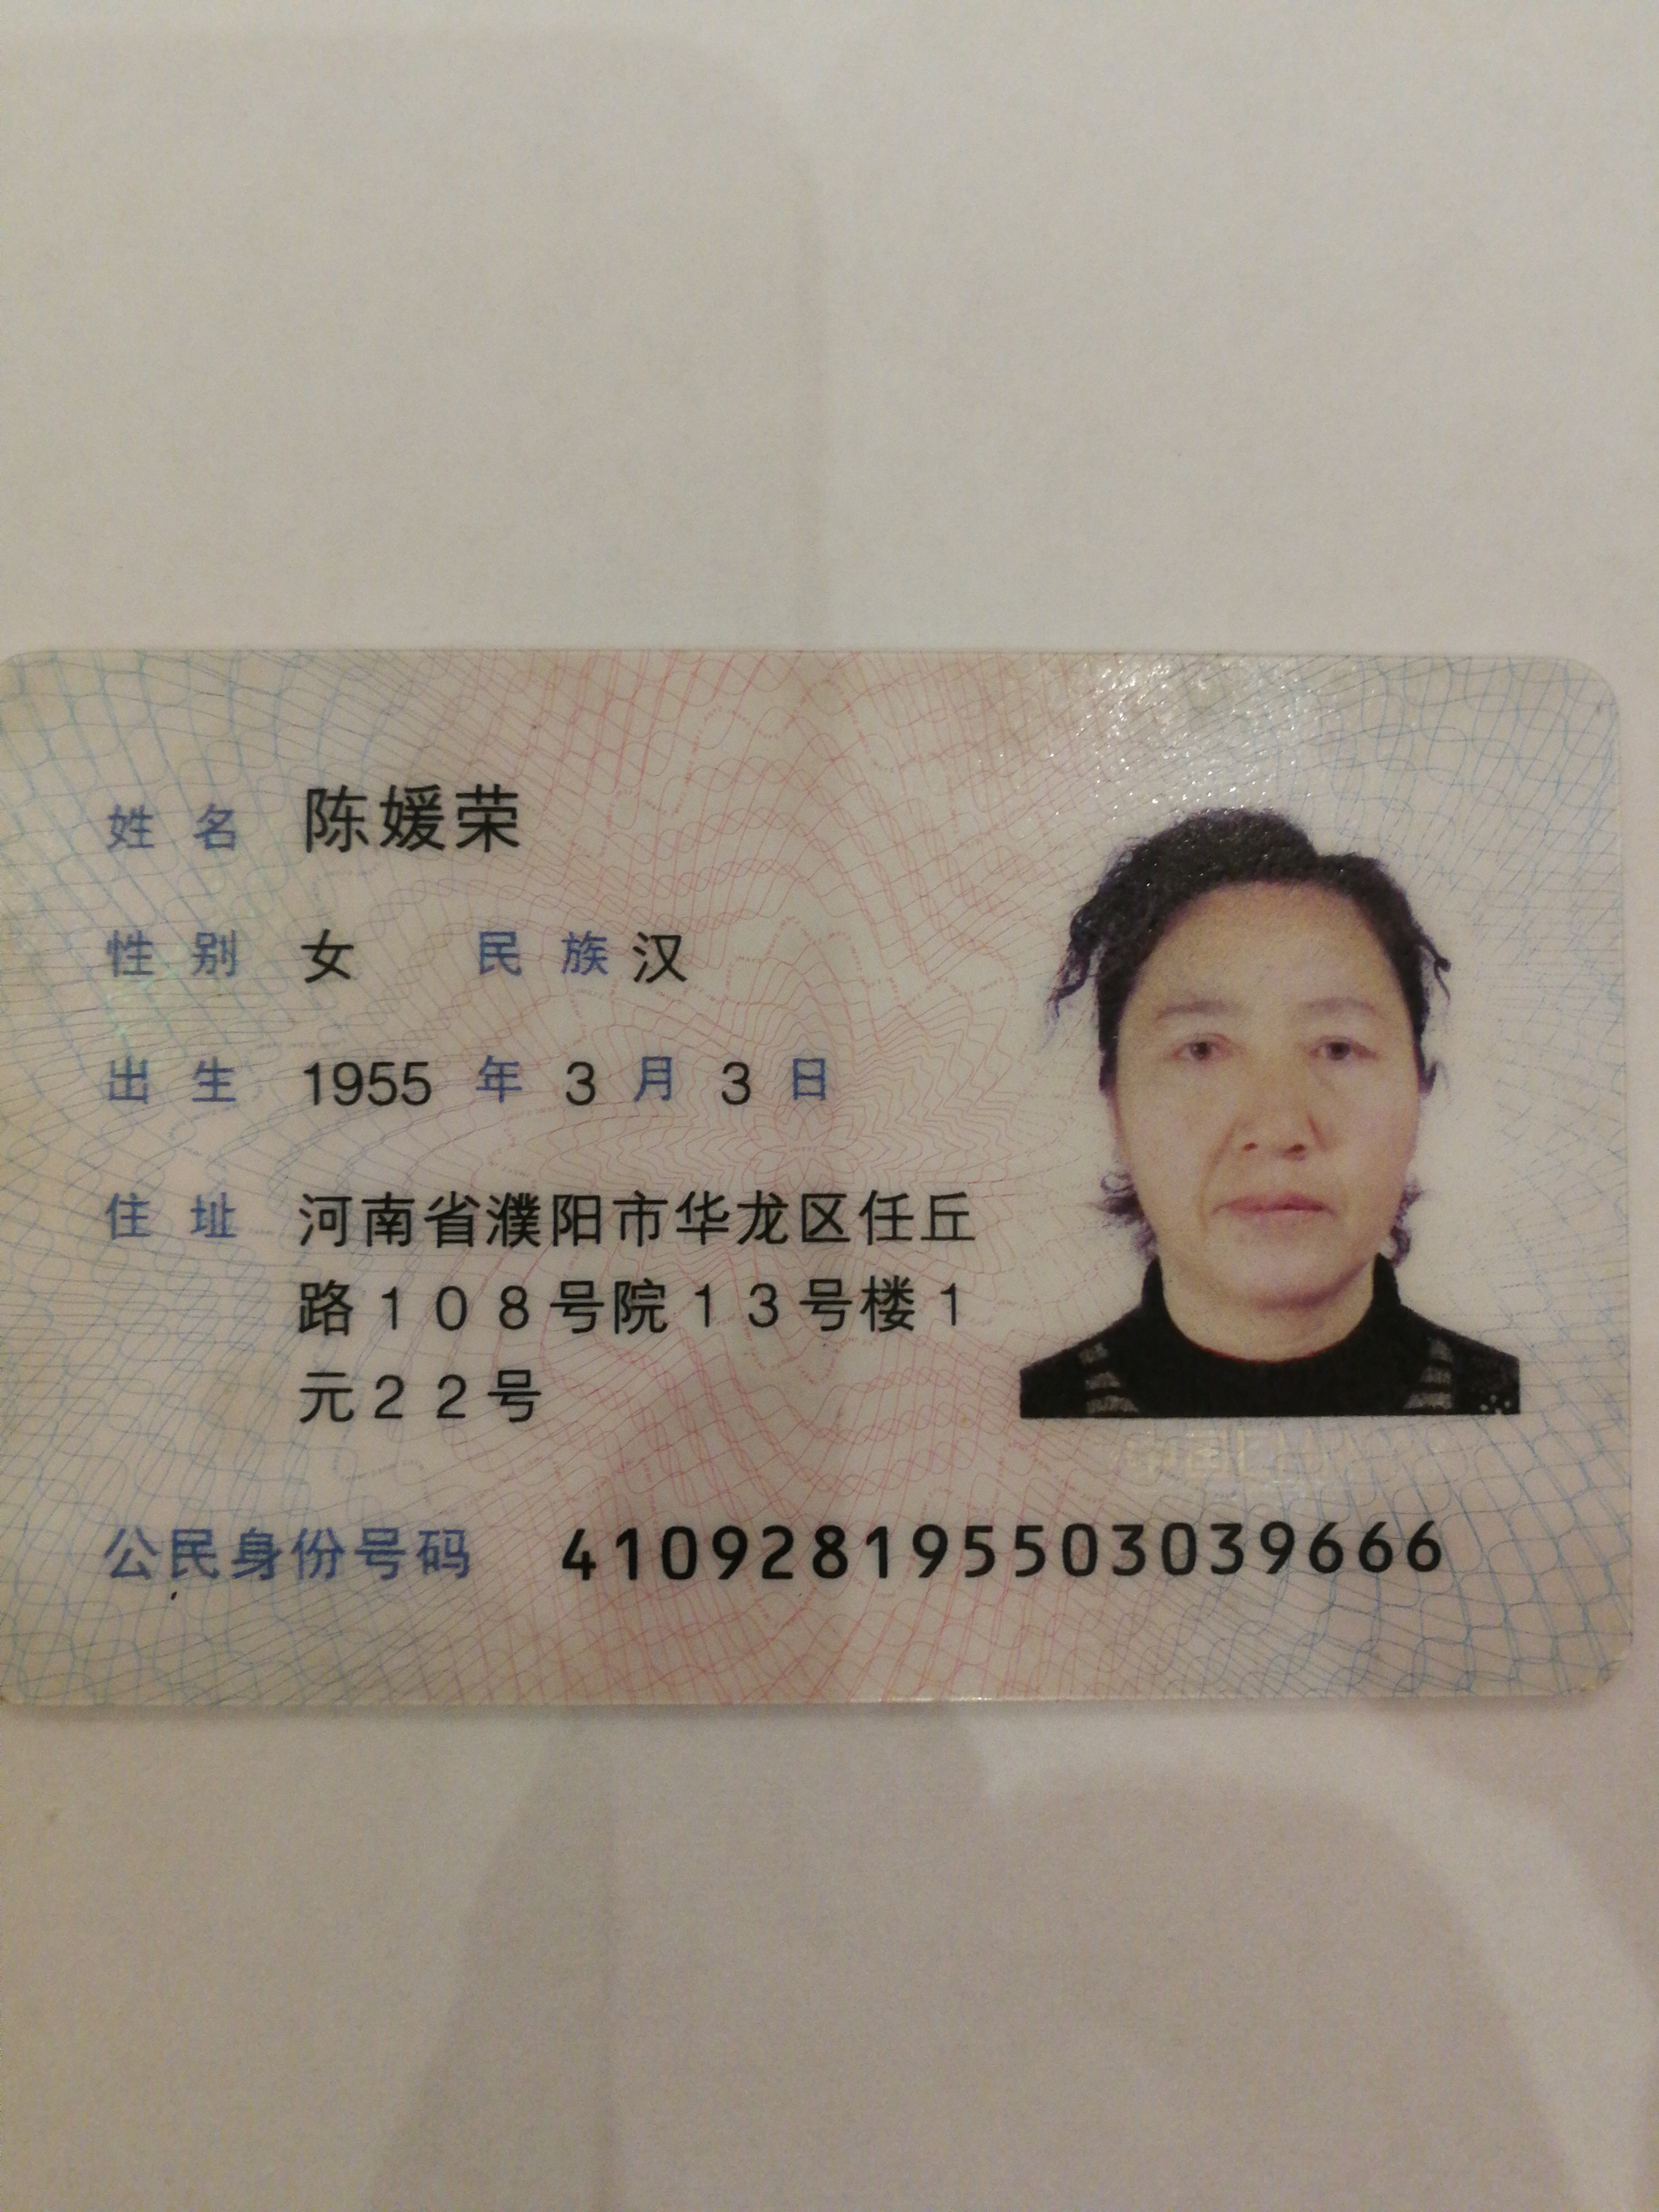 姓名 陈媛荣
性别 女 民族 汉
出生 1955 年 3 月 3 日
住址 河南省濮阳市华龙区任丘
路108号院13号楼1
元22号
公民身份号码 410928195503039666